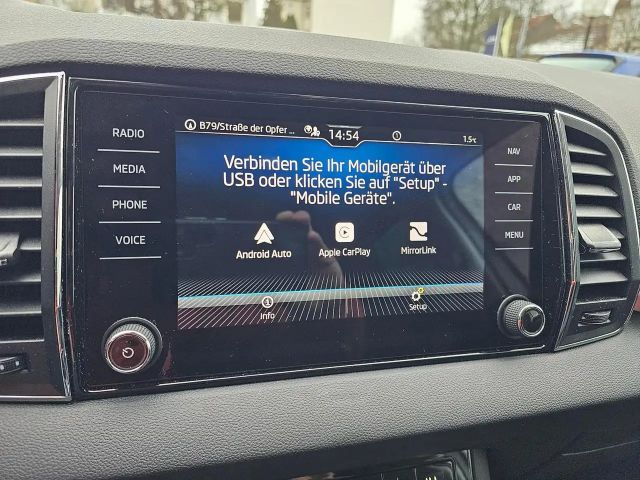 B79/Straße der Opfer ...
14:54
1.5°C
RADIO
MEDIA
PHONE
VOICE
NAV
APP
CAR
MENU
Verbinden Sie Ihr Mobilgerät über
USB oder klicken Sie auf "Setup" -
"Mobile Geräte".
Android Auto
Apple CarPlay
MirrorLink
Info
Setup